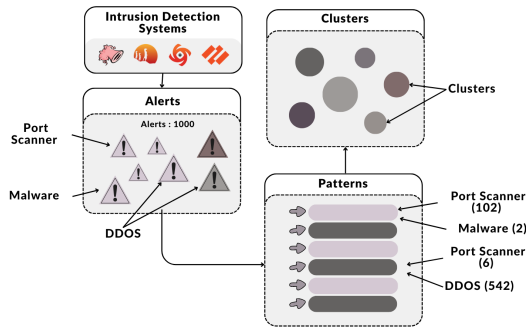 Intrusion Detection
Systems
Clusters
Clusters
Alerts
Alerts : 1000
Port
Scanner
Malware
DDOS
Patterns
Port Scanner
(102)
Malware (2)
Port Scanner
(6)
DDOS (542)